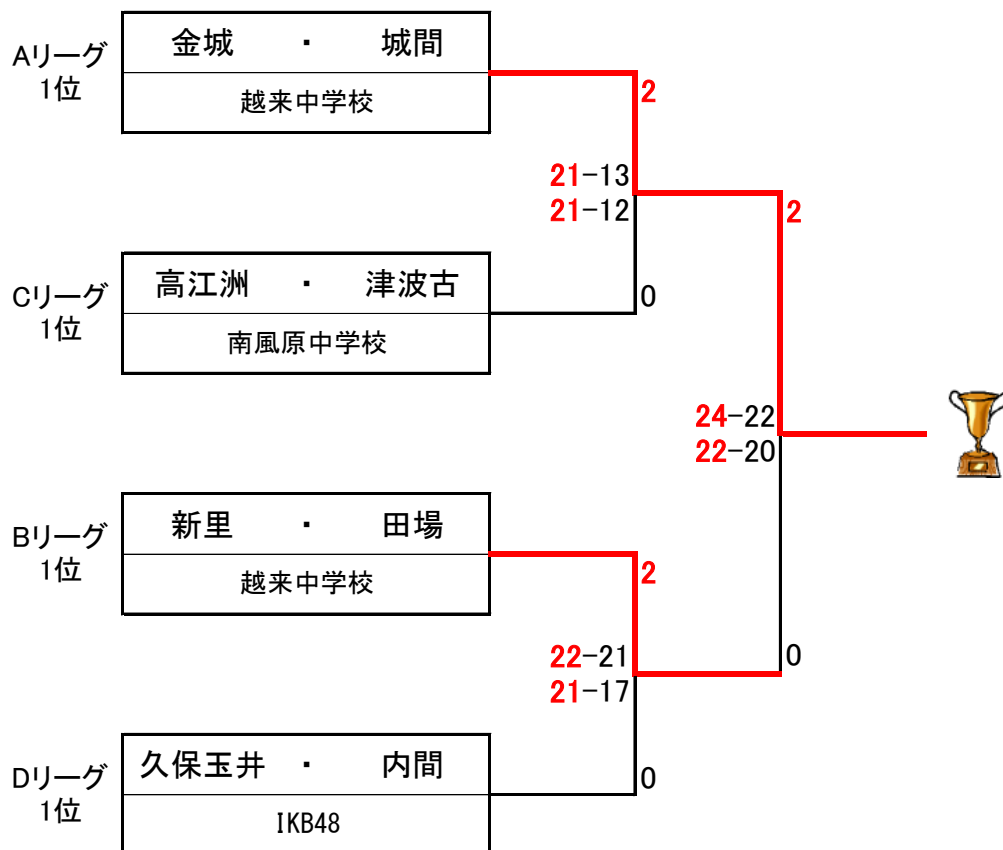 Aリーグ
1位
金城 ・ 城間
越来中学校
2
21-13
21-12
2
Cリーグ
1位
高江洲 ・ 津波古
南風原中学校
0
24-22
22-20
Bリーグ
1位
新里 ・ 田場
越来中学校
2
22-21
21-17
0
Dリーグ
1位
久保玉井 ・ 内間
IKB48
0